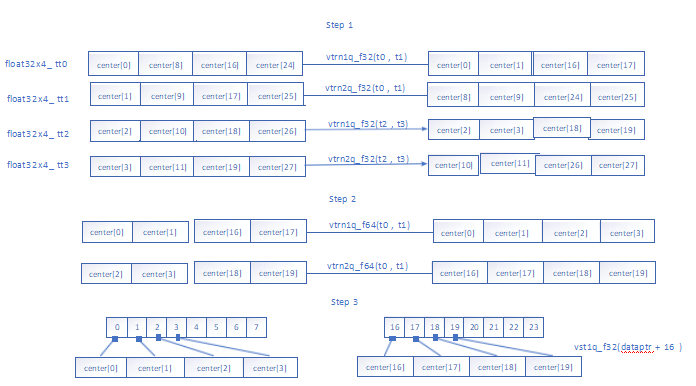 Step 1
float32x4_ tt0 center[0] center[8] center[16] center[24] vtrn1q_f32(t0 , t1) center[0] center[1] center[16] center[17]
float32x4_ tt1 center[1] center[9] center[17] center[25] vtrn2q_f32(t0 , t1) center[8] center[9] center[24] center[25]
float32x4_ tt2 center[2] center[10] center[18] center[26] vtrn1q_f32(t2 , t3) center[2] center[3] center[18] center[19]
float32x4_ tt3 center[3] center[11] center[19] center[27] vtrn2q_f32(t2 , t3) center[10] center[11] center[26] center[27]
Step 2
center[0] center[1] center[16] center[17] vtrn1q_f64(t0 , t1) center[0] center[1] center[2] center[3]
center[2] center[3] center[18] center[19] vtrn2q_f64(t0 , t1) center[16] center[17] center[18] center[19]
Step 3
0 1 2 3 4 5 6 7 16 17 18 19 20 21 22 23
vst1q_f32(dataptr + 16 )
center[0] center[1] center[2] center[3] center[16] center[17] center[18] center[19]